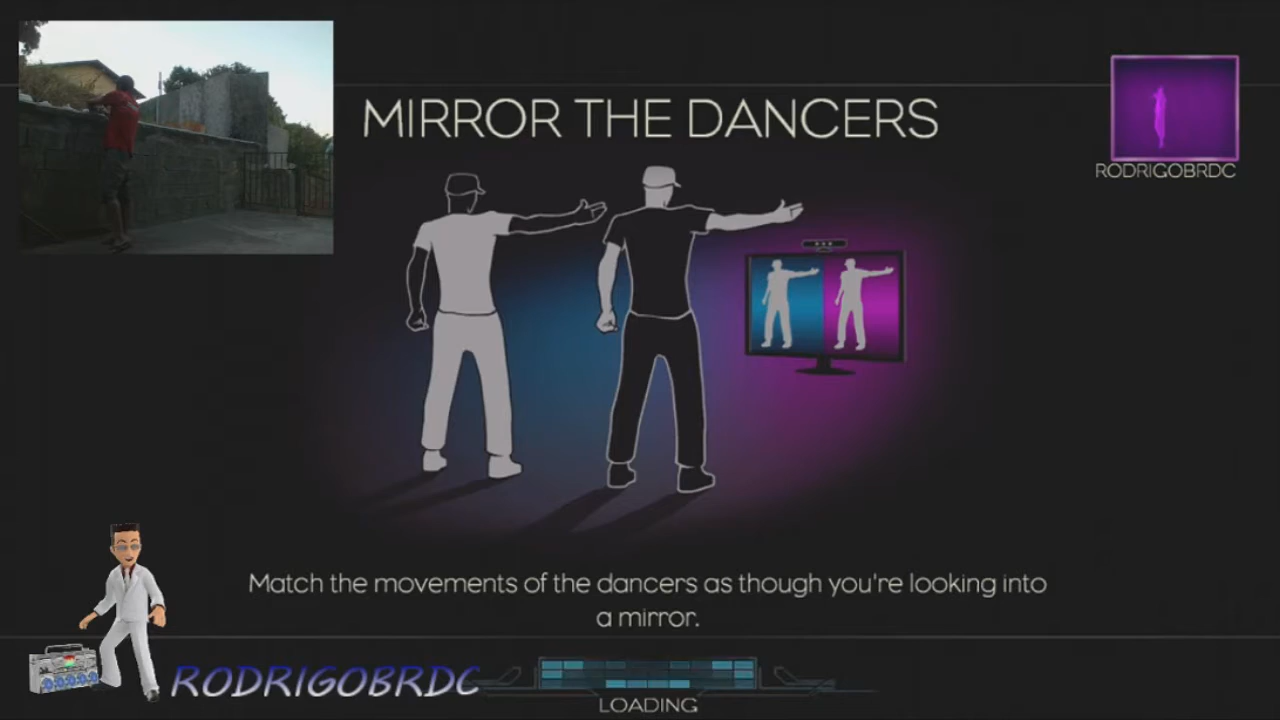 MIRROR THE DANCERS
RODRIGOBRDC
Match the movements of the dancers as though you're looking into
a mirror.
RODRIGOBRDC
LOADING